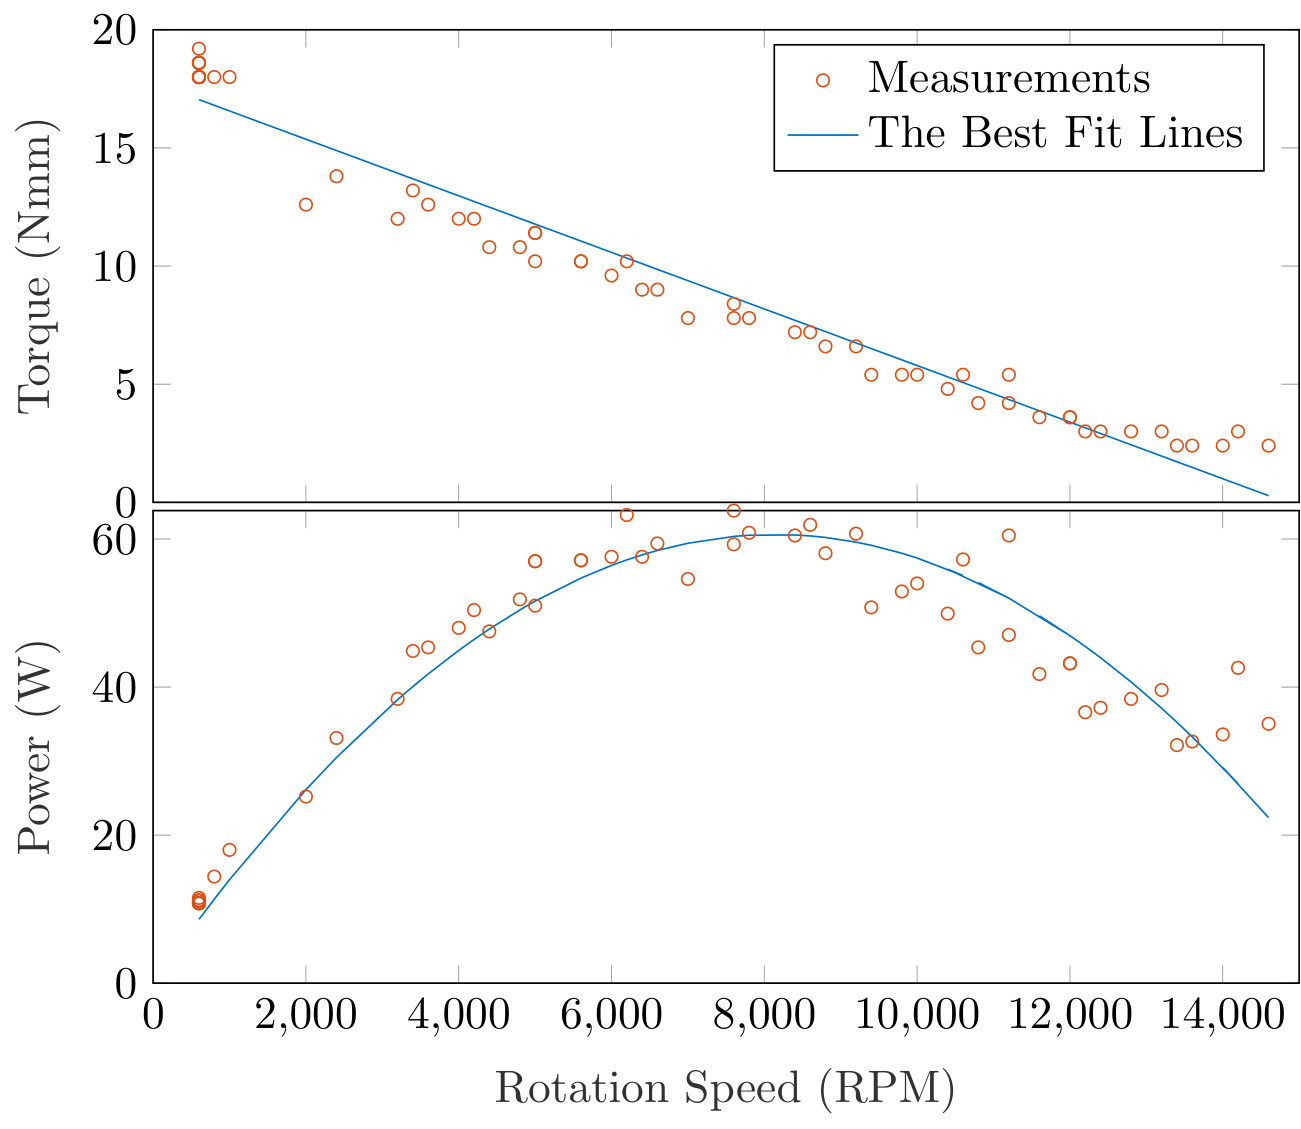 20
15
10
5
0
Torque (Nmm)
Measurements
The Best Fit Lines
60
40
20
0
Power (W)
0 2,000 4,000 6,000 8,000 10,000 12,000 14,000
Rotation Speed (RPM)